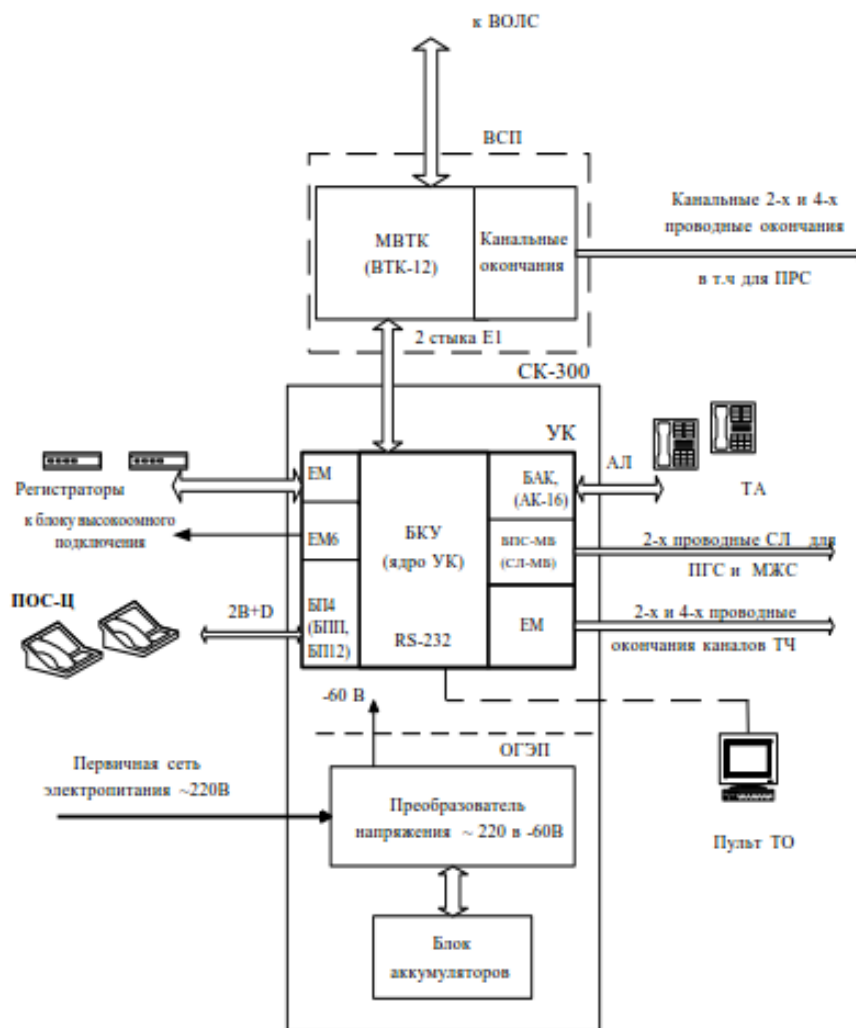 к ВОЛС
ВСП
МВТК
(ВТК-12)
Канальные
окончания
Канальные 2-х и 4-х
проводные окончания
в т.ч для ПРС
2 стыка Е1
СК-300
УК
ЕМ
Регистраторы
к блоку высокоомного
подключения
ЕМ6
БКУ
(ядро УК)
RS-232
БАК,
(АК-16)
АЛ
ТА
ВПС-МБ
(СЛ-МБ)
2-х проводные СЛ для
ПГС и МЖС
ЕМ
2-х и 4-х проводные
окончания каналов ТЧ
ПОС-Ц
2B+D
БП4
(БПП,
БП12)
-60 В
ОГЭП
Первичная сеть
электропитания ~220В
Преобразователь
напряжения ~ 220 в -60В
Пульт ТО
Блок
аккумуляторов